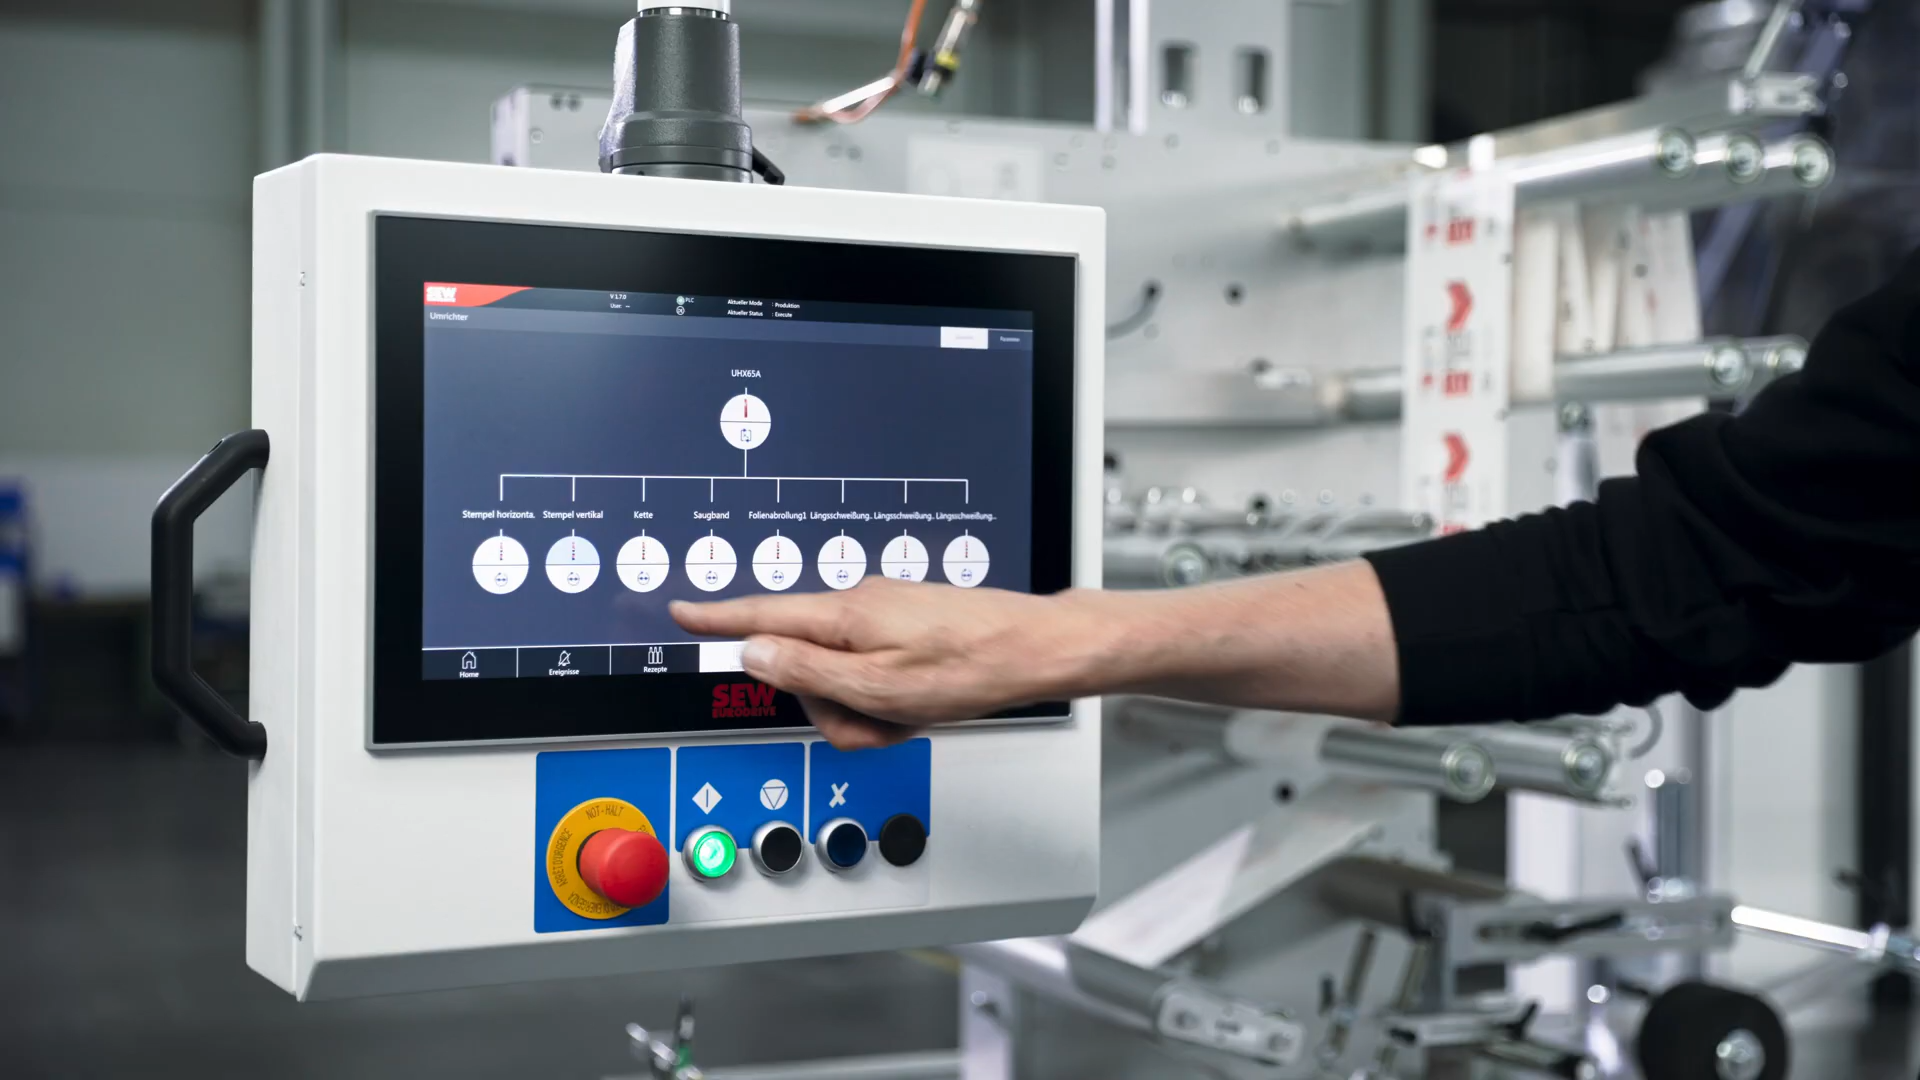 SEW
V 1.7.0
User: --
PLC
Aktueller Mode : Produktion
Aktueller Status : Execute
Umrichter
UHX65A
Stempel horizonta..
Stempel vertikal
Kette
Saugband
Folienabrollung1
Längsschweißung..
Längsschweißung..
Längsschweißung...
Home
Ereignisse
Rezepte
SEW
EURODRIVE
NOT-HALT